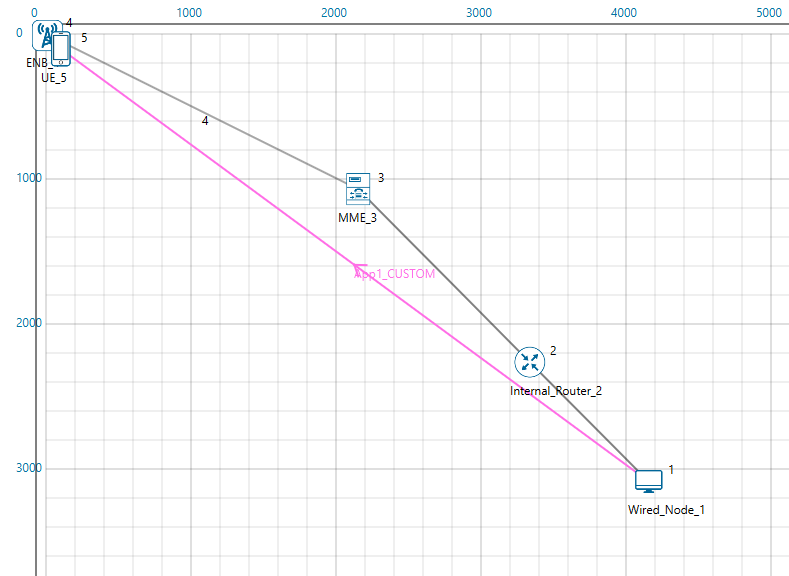 0 1000 2000 3000 4000 5000
0
4
5
ENB_
UE_5
4
1000
3
MME_3
App1_CUSTOM
2000
2
Internal_Router_2
3000
1
Wired_Node_1